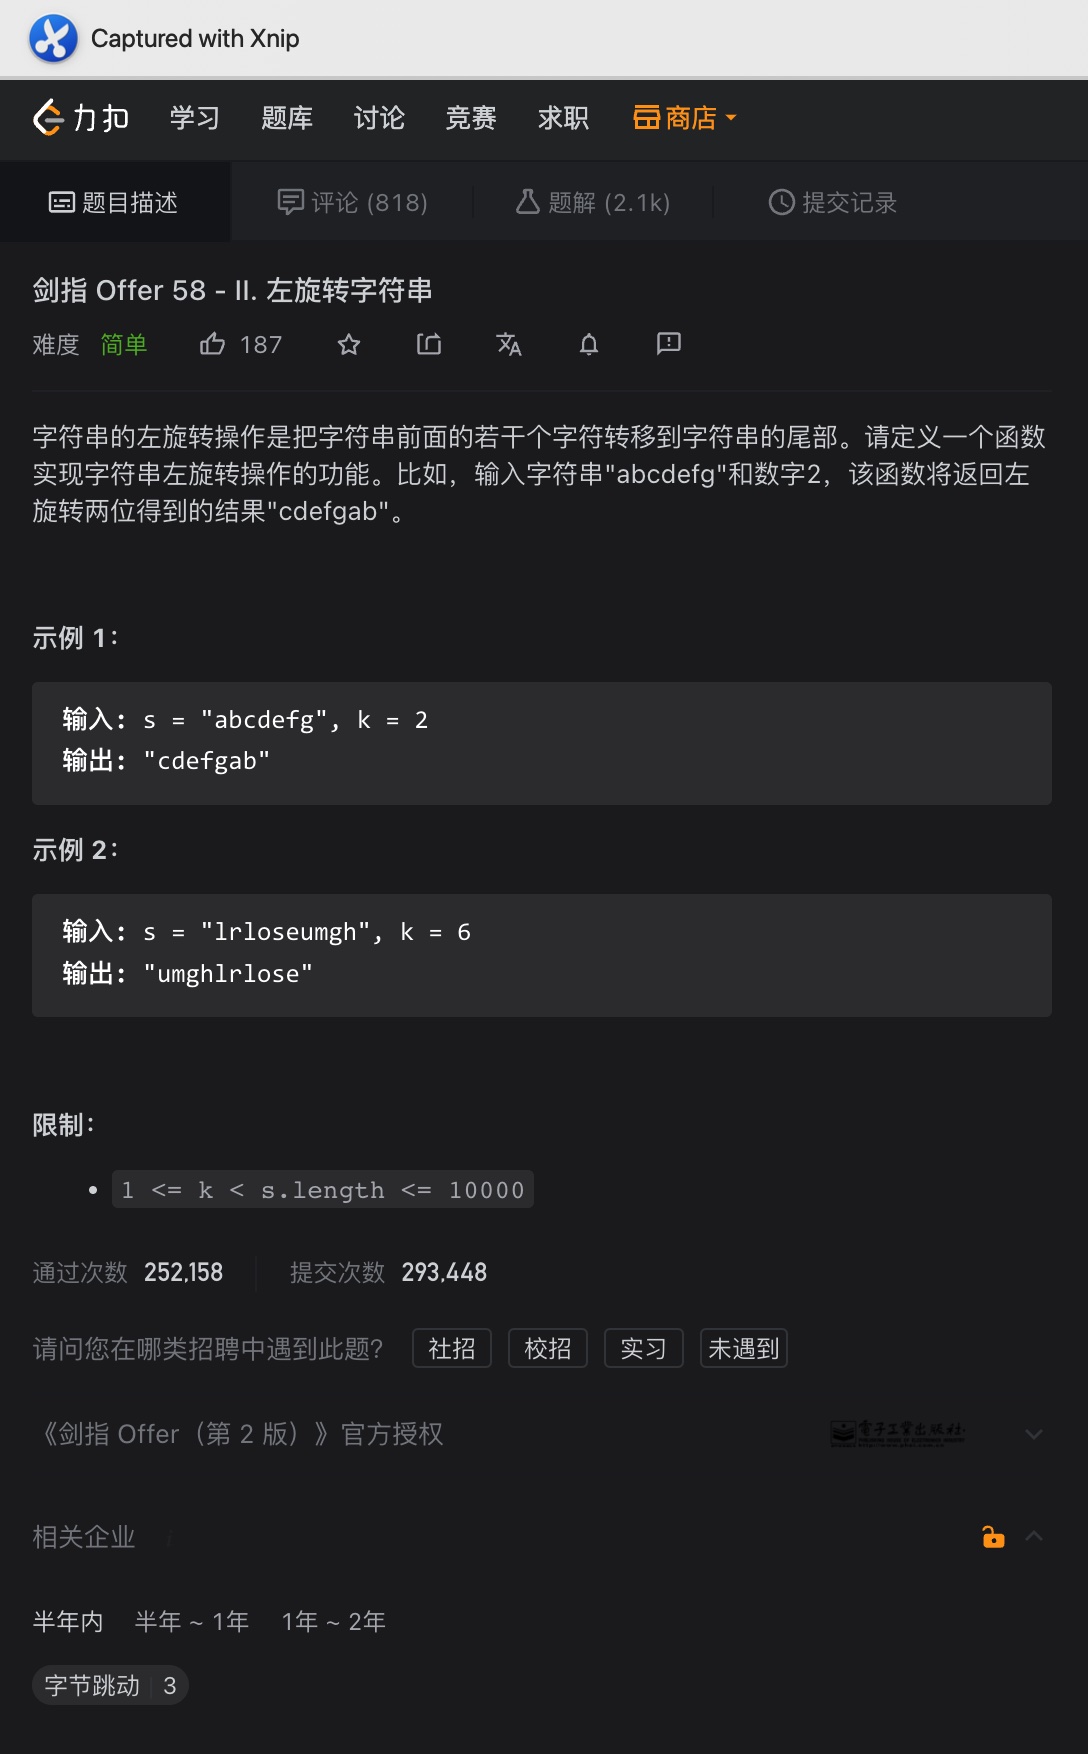 Captured with Xnip
力扣 学习 题库 讨论 竞赛 求职 商店
题目描述 评论 (818) 题解 (2.1k) 提交记录
剑指 Offer 58 - II. 左旋转字符串
难度 简单 187
字符串的左旋转操作是把字符串前面的若干个字符转移到字符串的尾部。请定义一个函数
实现字符串左旋转操作的功能。比如，输入字符串"abcdefg"和数字2，该函数将返回左
旋转两位得到的结果"cdefgab"。
示例 1：
输入: s = "abcdefg", k = 2
输出: "cdefgab"
示例 2：
输入: s = "lrloseumgh", k = 6
输出: "umghlrlose"
限制：
1 <= k < s.length <= 10000
通过次数 252,158 提交次数 293,448
请问您在哪类招聘中遇到此题？ 社招 校招 实习 未遇到
《剑指 Offer（第 2 版）》官方授权 電子工業出版社
相关企业 i
半年内 半年 ~ 1年 1年 ~ 2年
字节跳动 3